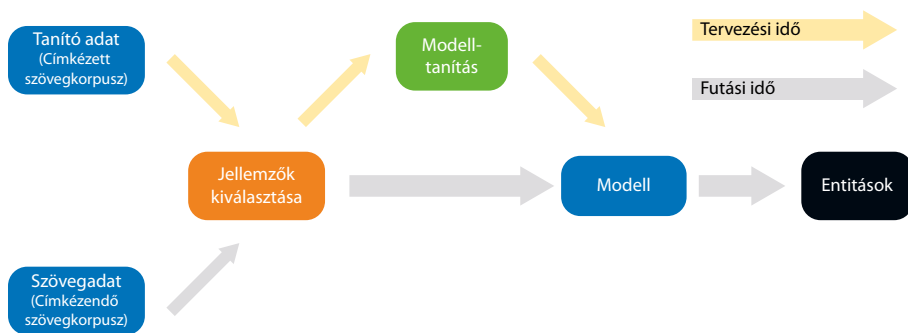 Tanító adat
(Címkézett
szövegkorpusz)
Modell-
tanítás
Tervezési idő
Futási idő
Jellemzők
kiválasztása
Modell
Entitások
Szövegadat
(Címkézendő
szövegkorpusz)